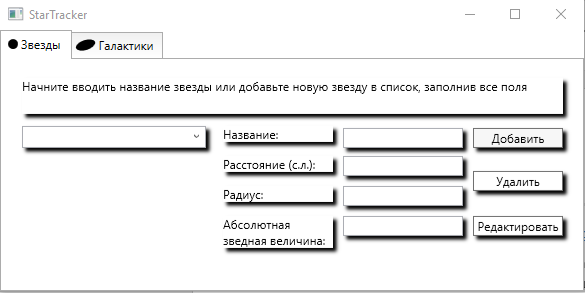 StarTracker
Звезды
Галактики
Начните вводить название звезды или добавьте новую звезду в список, заполнив все поля
Название:
Добавить
Расстояние (с.л.):
Удалить
Радиус:
Абсолютная
зведная величина:
Редактировать